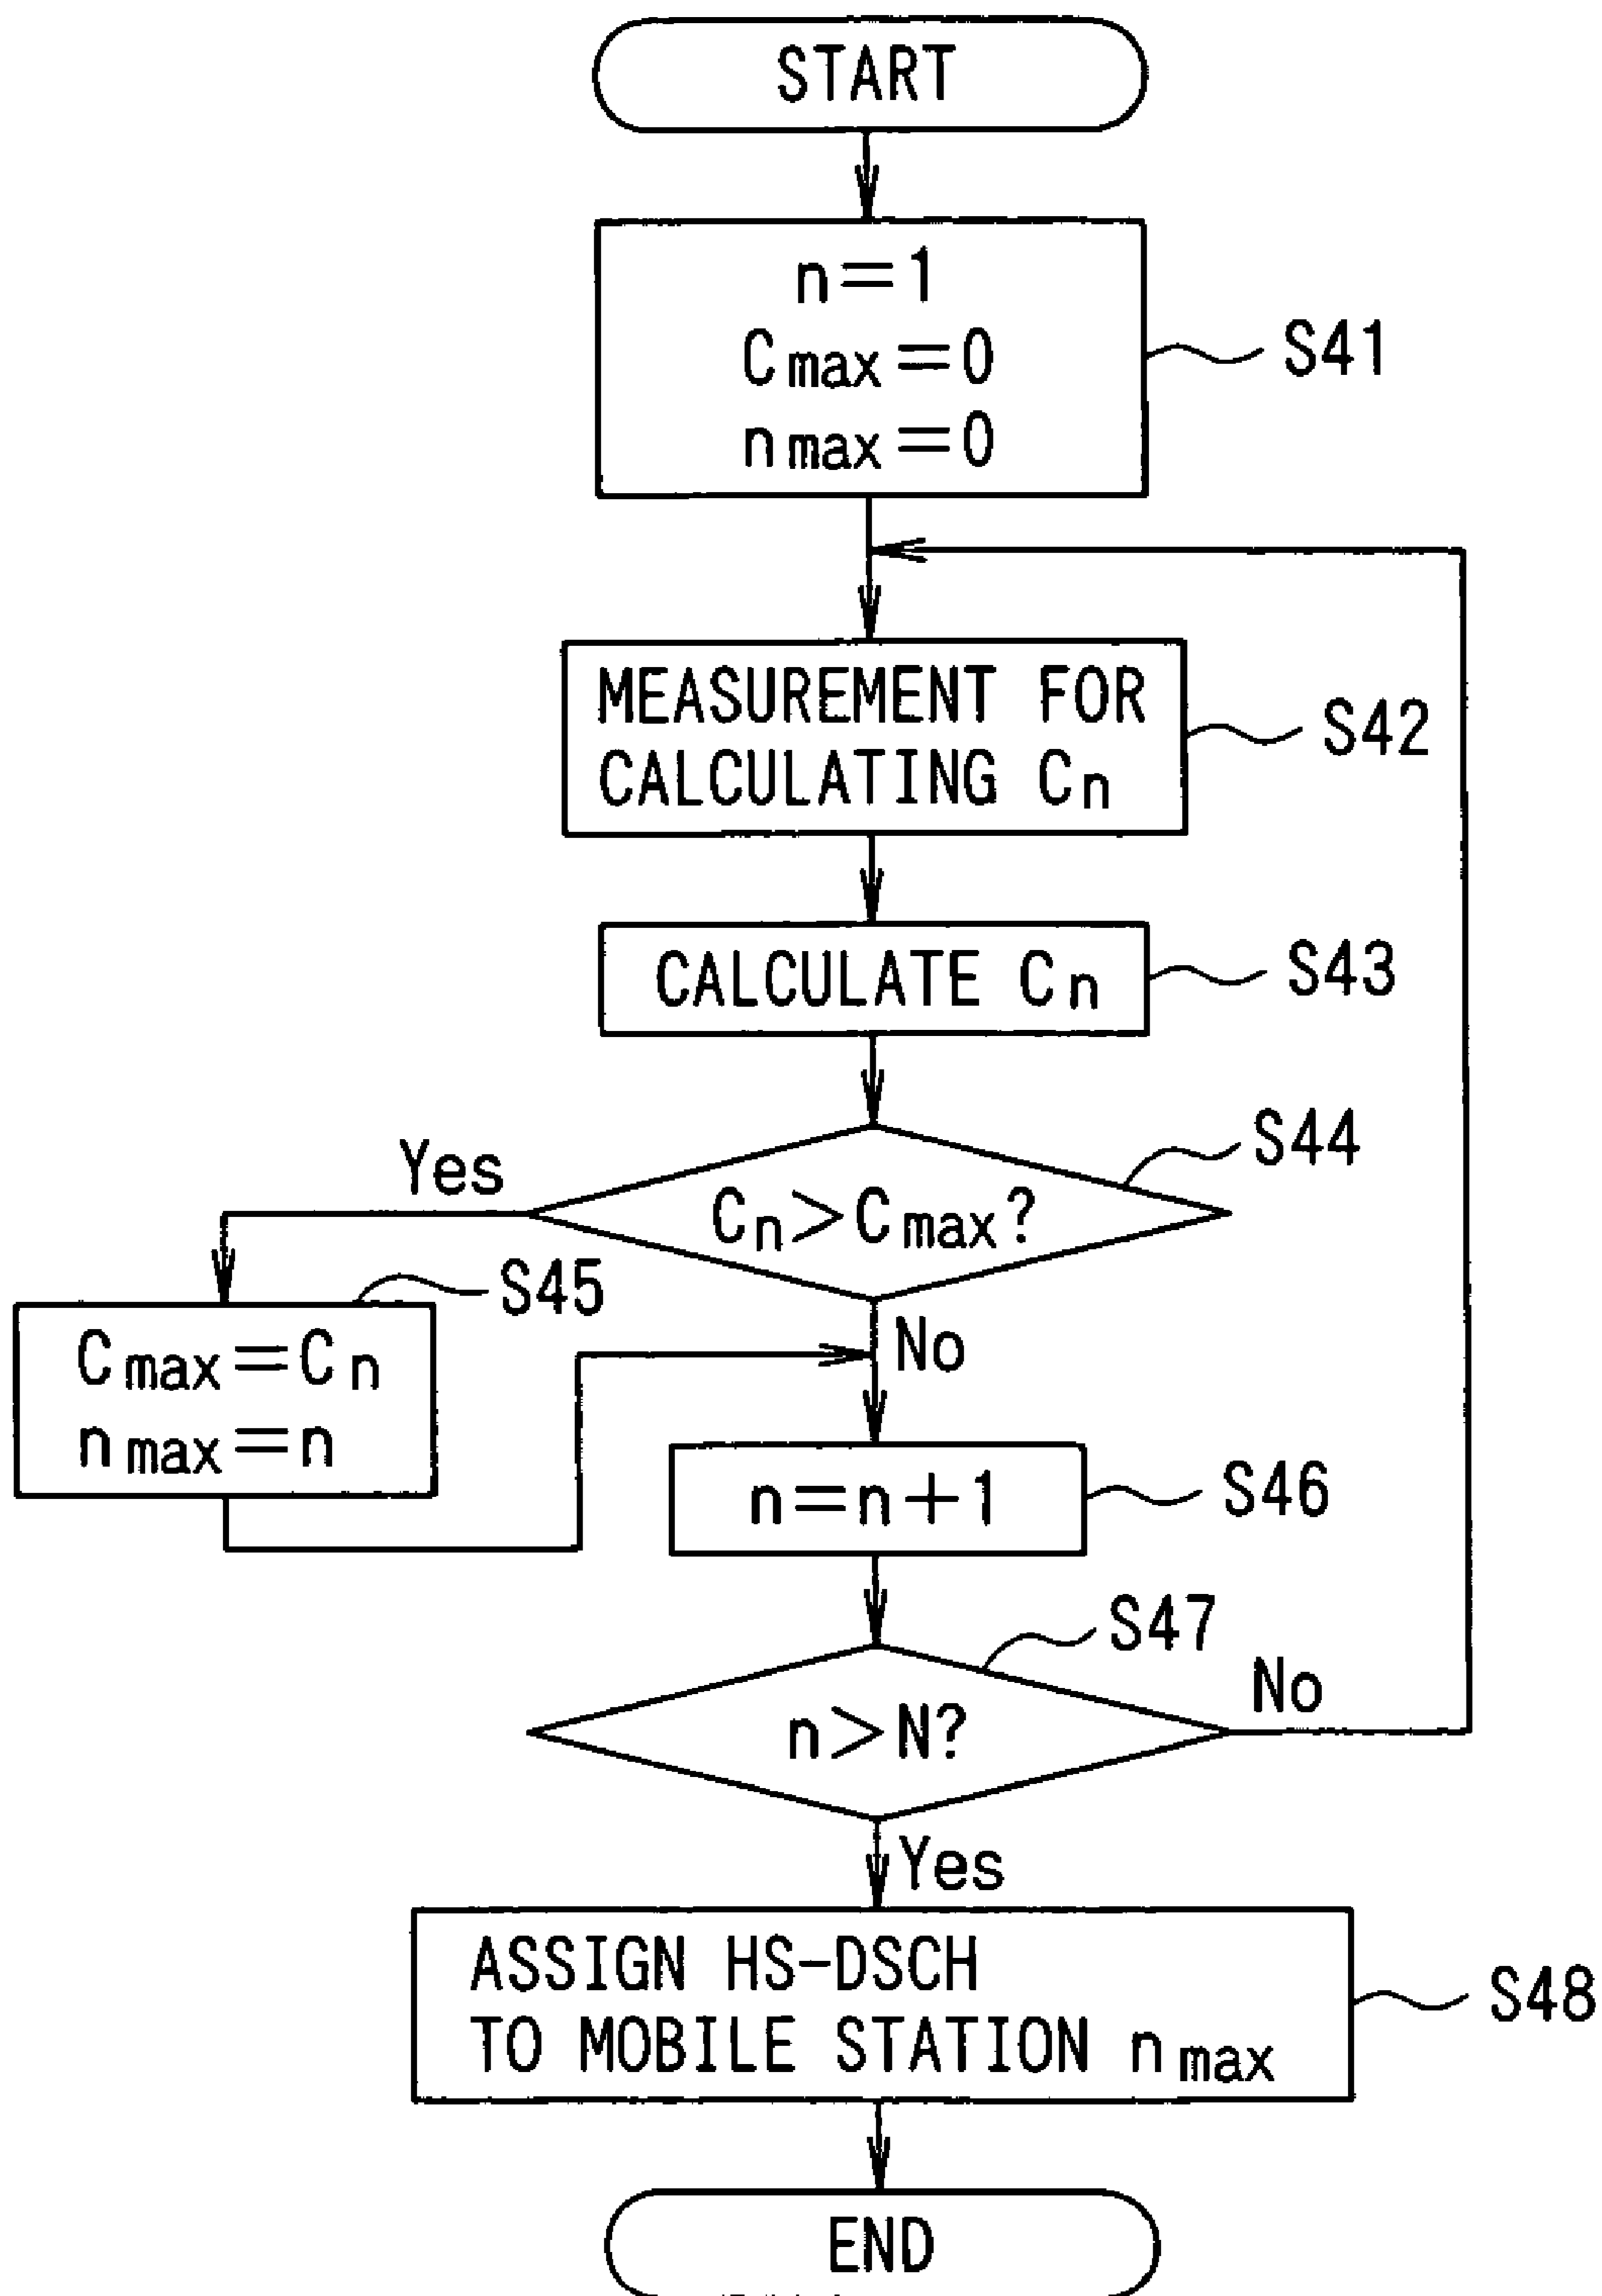 START
n=1
Cmax=0
nmax=0
S41
MEASUREMENT FOR
CALCULATING Cn
S42
CALCULATE Cn
S43
S44
Yes
Cn>Cmax?
S45
No
Cmax=Cn
nmax=n
n=n+1
S46
S47
No
n>N?
Yes
ASSIGN HS-DSCH
TO MOBILE STATION nmax
S48
END